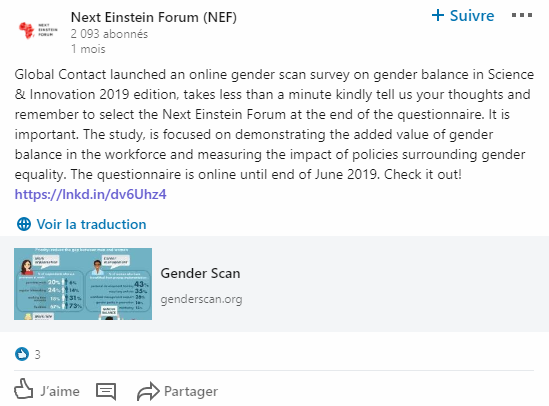 NEXT
EINSTEIN
FORUM
Next Einstein Forum (NEF)
2 093 abonnés
1 mois
+ Suivre
Global Contact launched an online gender scan survey on gender balance in Science
& Innovation 2019 edition, takes less than a minute kindly tell us your thoughts and
remember to select the Next Einstein Forum at the end of the questionnaire. It is
important. The study, is focused on demonstrating the added value of gender
balance in the workforce and measuring the impact of policies surrounding gender
equality. The questionnaire is online until end of June 2019. Check it out!
https://lnkd.in/dv6Uhz4
Voir la traduction
Gender Scan
genderscan.org
3
J'aime
Partager